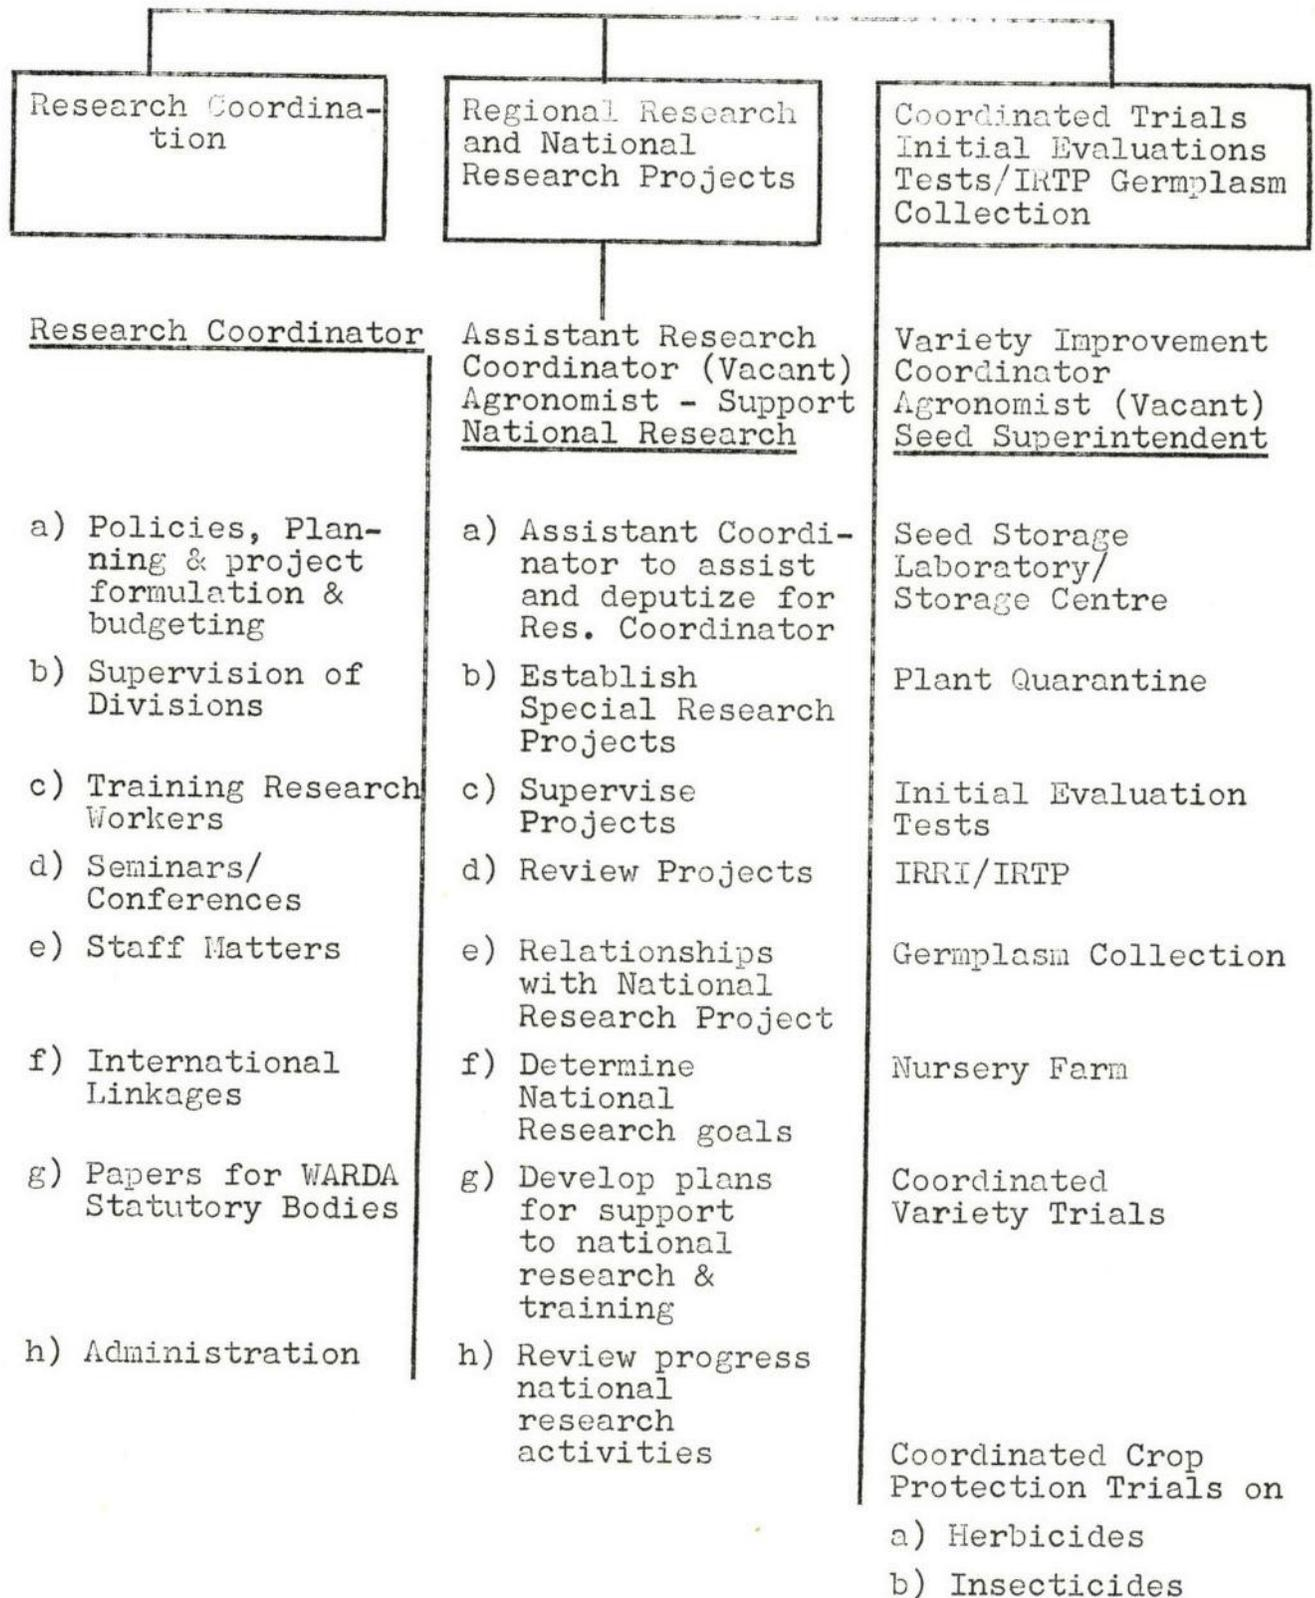 Research Coordina-
tion
Regional Research
and National
Research Projects
Coordinated Trials
Initial Evaluations
Tests/IRTP Germplasm
Collection
Research Coordinator
a) Policies, Plan-
ning & project
formulation &
budgeting
b) Supervision of
Divisions
c) Training Research
Workers
d) Seminars/
Conferences
e) Staff Matters
f) International
Linkages
g) Papers for WARDA
Statutory Bodies
h) Administration
Assistant Research
Coordinator (Vacant)
Agronomist - Support
National Research
a) Assistant Coordi-
nator to assist
and deputize for
Res. Coordinator
b) Establish
Special Research
Projects
c) Supervise
Projects
d) Review Projects
e) Relationships
with National
Research Project
f) Determine
National
Research goals
g) Develop plans
for support
to national
research &
training
h) Review progress
national
research
activities
Variety Improvement
Coordinator
Agronomist (Vacant)
Seed Superintendent
Seed Storage
Laboratory/
Storage Centre
Plant Quarantine
Initial Evaluation
Tests
IRRI/IRTP
Germplasm Collection
Nursery Farm
Coordinated
Variety Trials
Coordinated Crop
Protection Trials on
a) Herbicides
b) Insecticides